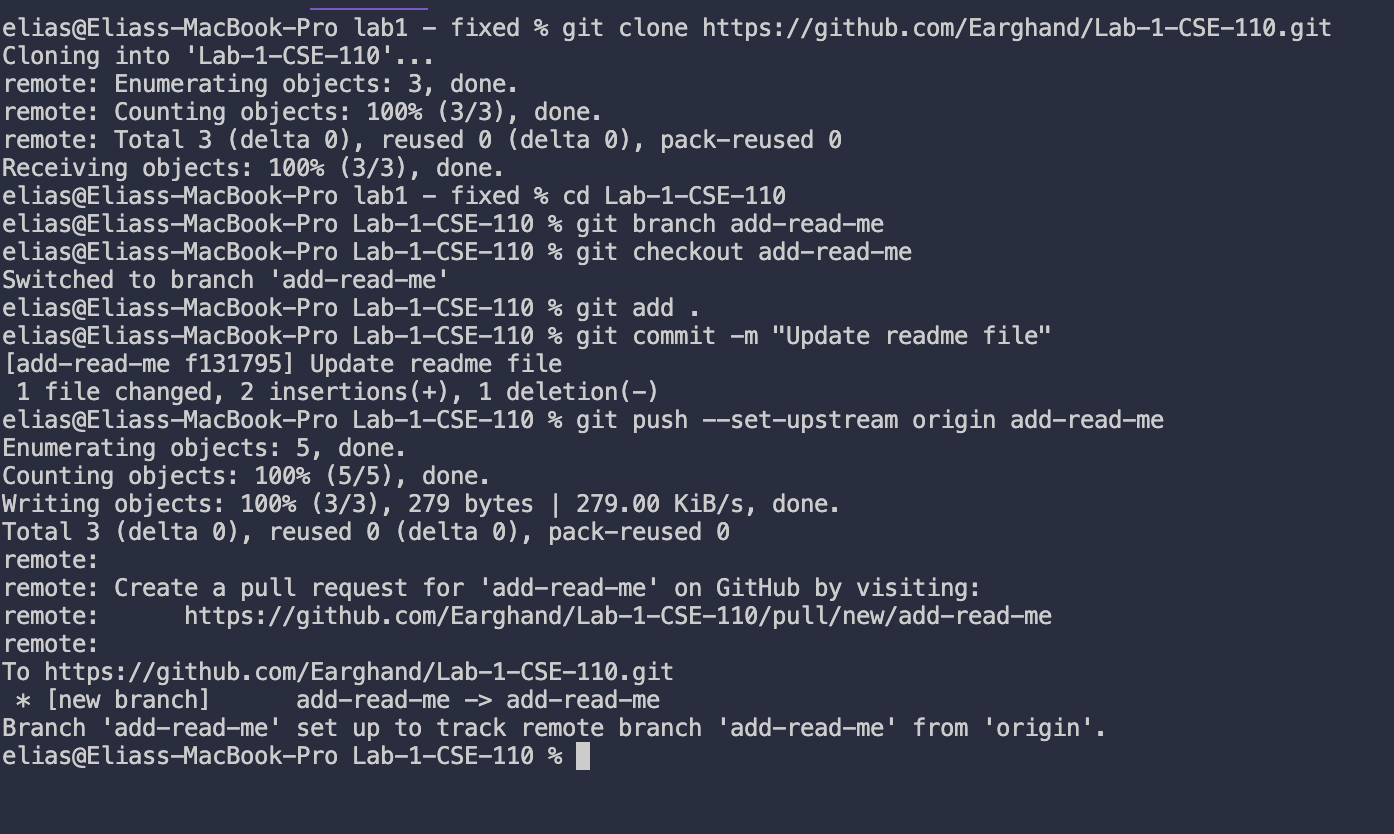 elias@Eliass-MacBook-Pro lab1 - fixed % git clone https://github.com/Earghand/Lab-1-CSE-110.git
Cloning into 'Lab-1-CSE-110'...
remote: Enumerating objects: 3, done.
remote: Counting objects: 100% (3/3), done.
remote: Total 3 (delta 0), reused 0 (delta 0), pack-reused 0
Receiving objects: 100% (3/3), done.
elias@Eliass-MacBook-Pro lab1 - fixed % cd Lab-1-CSE-110
elias@Eliass-MacBook-Pro Lab-1-CSE-110 % git branch add-read-me
elias@Eliass-MacBook-Pro Lab-1-CSE-110 % git checkout add-read-me
Switched to branch 'add-read-me'
elias@Eliass-MacBook-Pro Lab-1-CSE-110 % git add .
elias@Eliass-MacBook-Pro Lab-1-CSE-110 % git commit -m "Update readme file"
[add-read-me f131795] Update readme file
 1 file changed, 2 insertions(+), 1 deletion(-)
elias@Eliass-MacBook-Pro Lab-1-CSE-110 % git push --set-upstream origin add-read-me
Enumerating objects: 5, done.
Counting objects: 100% (5/5), done.
Writing objects: 100% (3/3), 279 bytes | 279.00 KiB/s, done.
Total 3 (delta 0), reused 0 (delta 0), pack-reused 0
remote:
remote: Create a pull request for 'add-read-me' on GitHub by visiting:
remote:      https://github.com/Earghand/Lab-1-CSE-110/pull/new/add-read-me
remote:
To https://github.com/Earghand/Lab-1-CSE-110.git
 * [new branch]      add-read-me -> add-read-me
Branch 'add-read-me' set up to track remote branch 'add-read-me' from 'origin'.
elias@Eliass-MacBook-Pro Lab-1-CSE-110 %